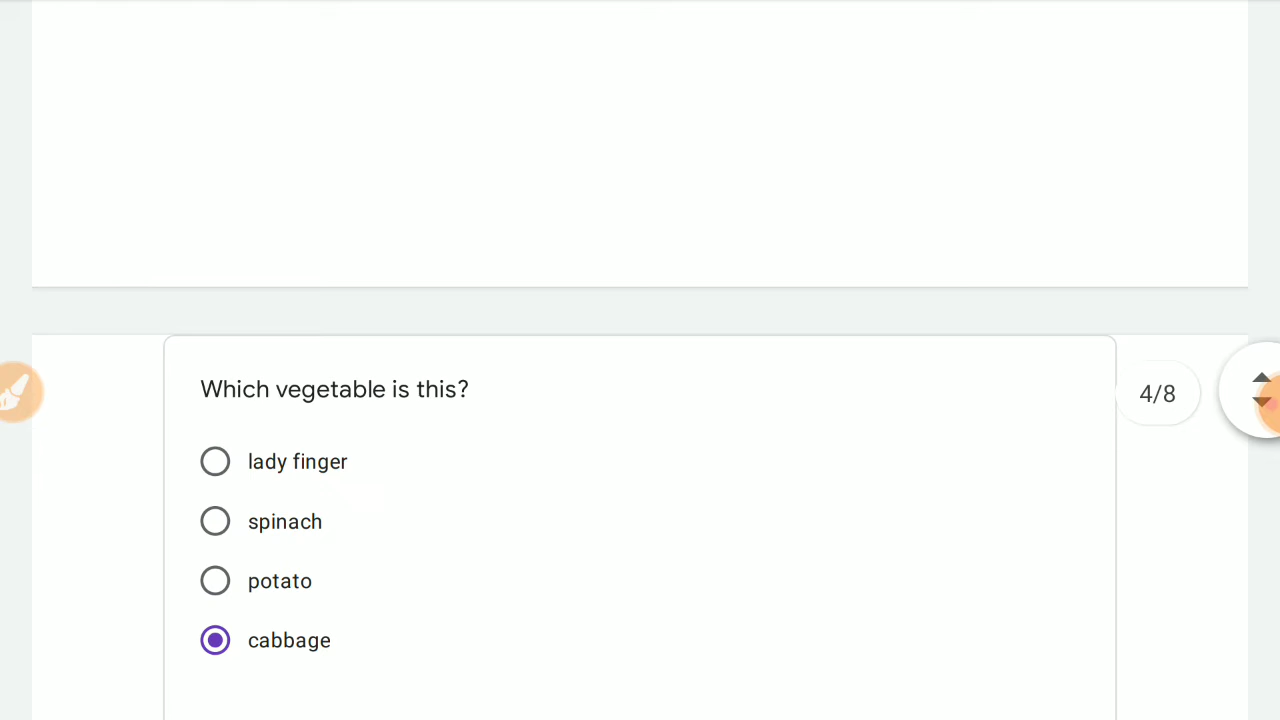 Which vegetable is this?
4/8
lady finger
spinach
potato
cabbage